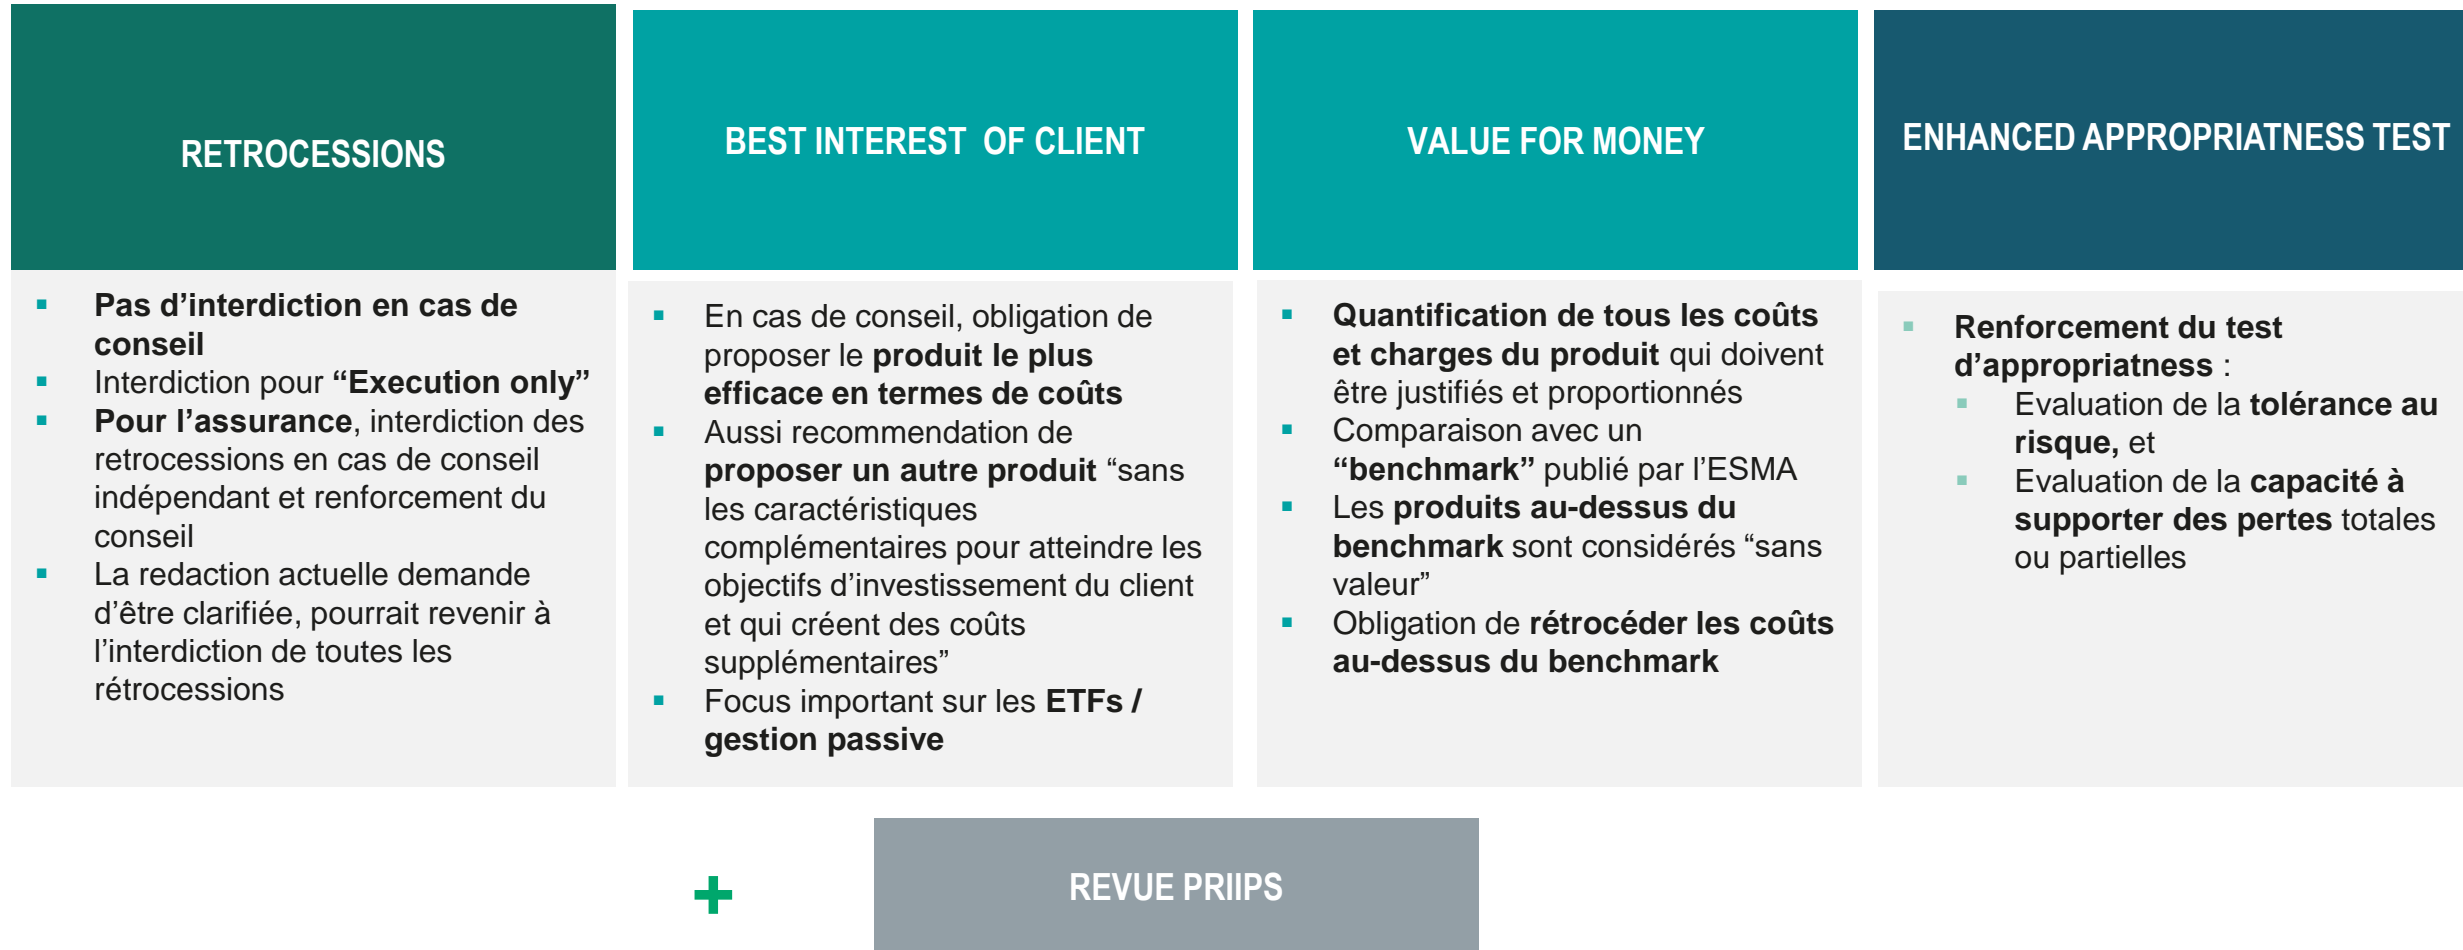 RETROCESSIONS
▪ Pas d’interdiction en cas de
conseil
▪ Interdiction pour “Execution only”
▪ Pour l’assurance, interdiction des
retrocessions en cas de conseil
indépendant et renforcement du
conseil
▪ La redaction actuelle demande
d’être clarifiée, pourrait revenir à
l’interdiction de toutes les
rétrocessions
BEST INTEREST OF CLIENT
▪ En cas de conseil, obligation de
proposer le produit le plus
efficace en termes de coûts
▪ Aussi recommendation de
proposer un autre produit “sans
les caractéristiques
complémentaires pour atteindre les
objectifs d’investissement du client
et qui créent des coûts
supplémentaires”
▪ Focus important sur les ETFs /
gestion passive
VALUE FOR MONEY
▪ Quantification de tous les coûts
et charges du produit qui doivent
être justifiés et proportionnés
▪ Comparaison avec un
“benchmark” publié par l’ESMA
▪ Les produits au-dessus du
benchmark sont considérés “sans
valeur”
▪ Obligation de rétrocéder les coûts
au-dessus du benchmark
ENHANCED APPROPRIATNESS TEST
▪ Renforcement du test
d’appropriatness :
▪ Evaluation de la tolérance au
risque, et
▪ Evaluation de la capacité à
supporter des pertes totales
ou partielles
+
REVUE PRIIPS